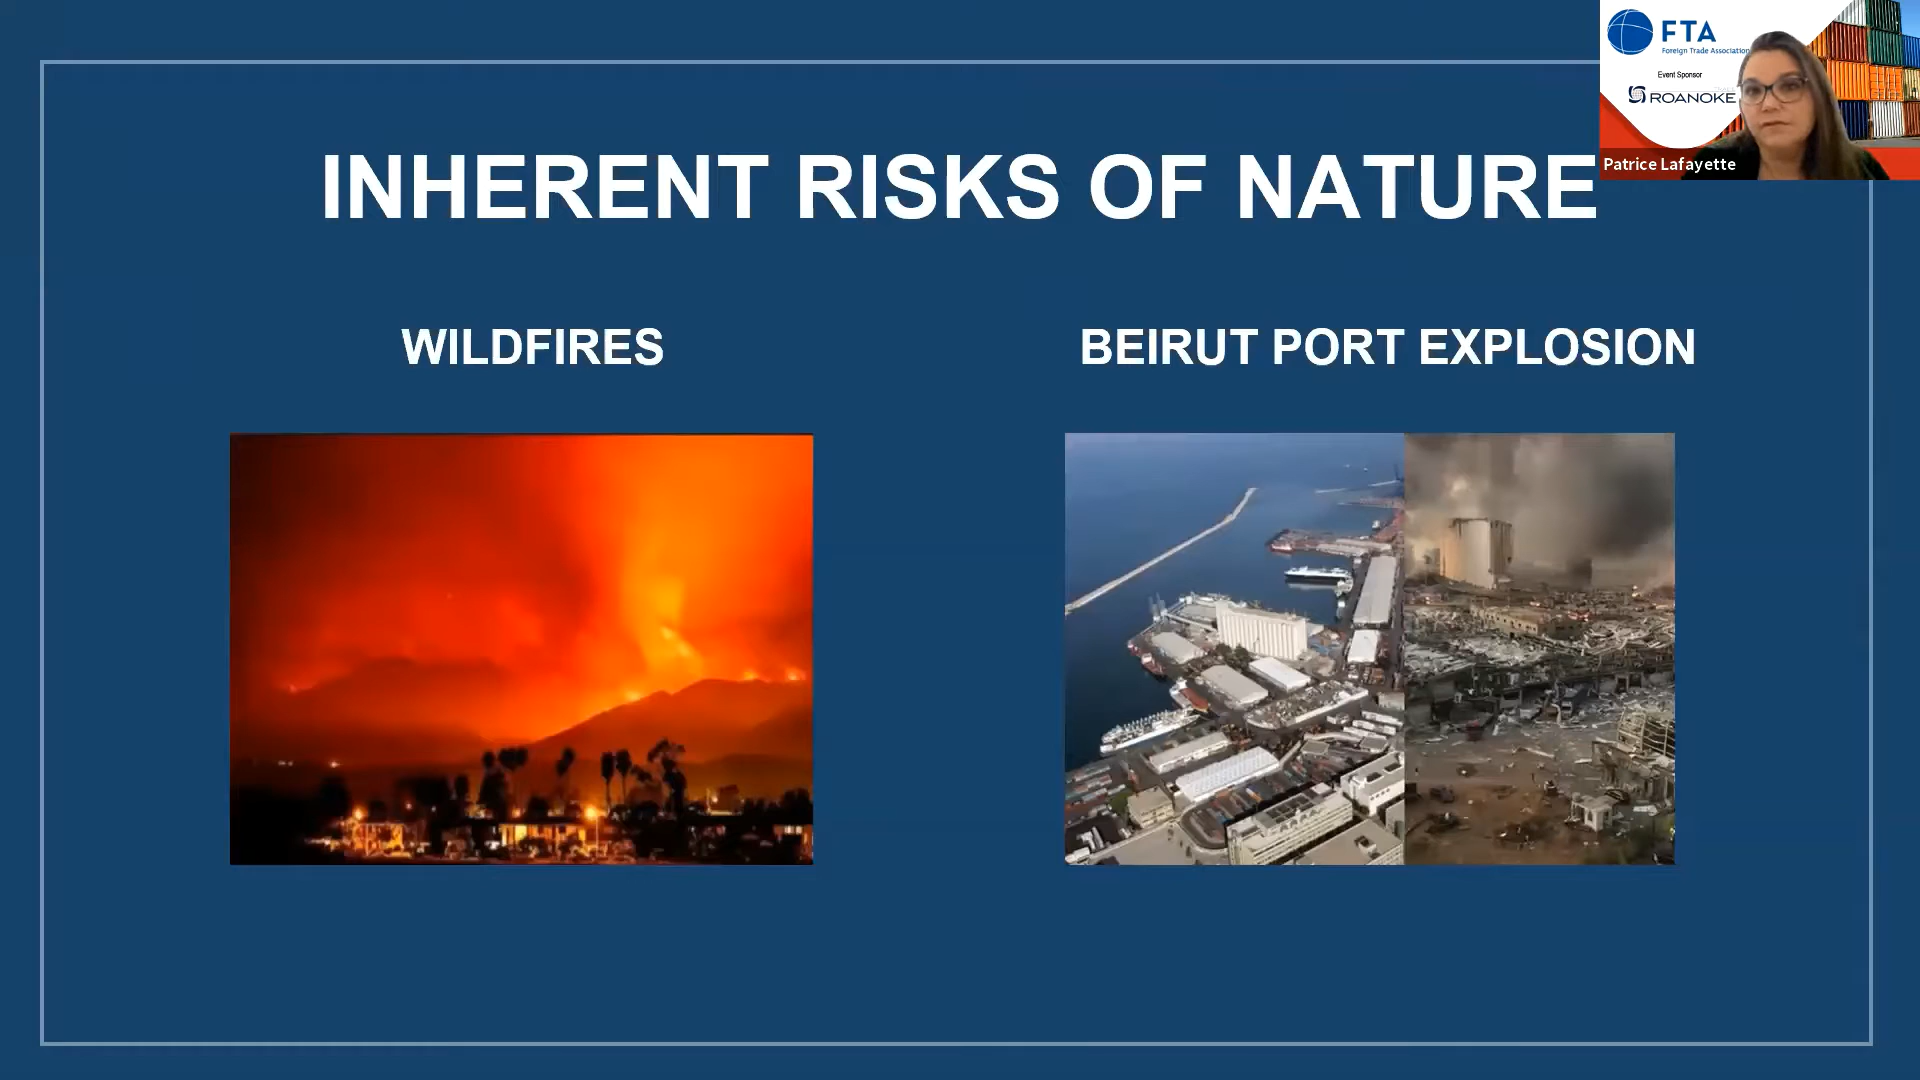 FTA
Foreign Trade Association
Event Sponsor
ROANOKE
Patrice Lafayette
INHERENT RISKS OF NATURE
WILDFIRES
BEIRUT PORT EXPLOSION